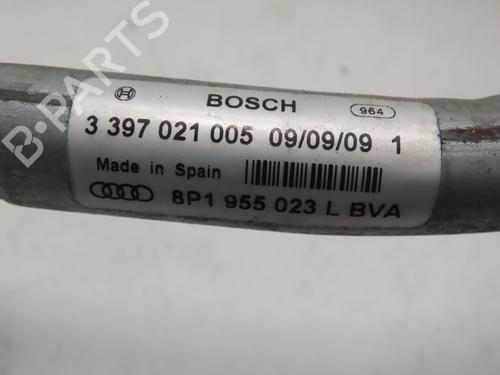 B-PARTS
BOSCH
964
3 397 021 005 09/09/09 1
Made in Spain
8P1 955 023 L BVA